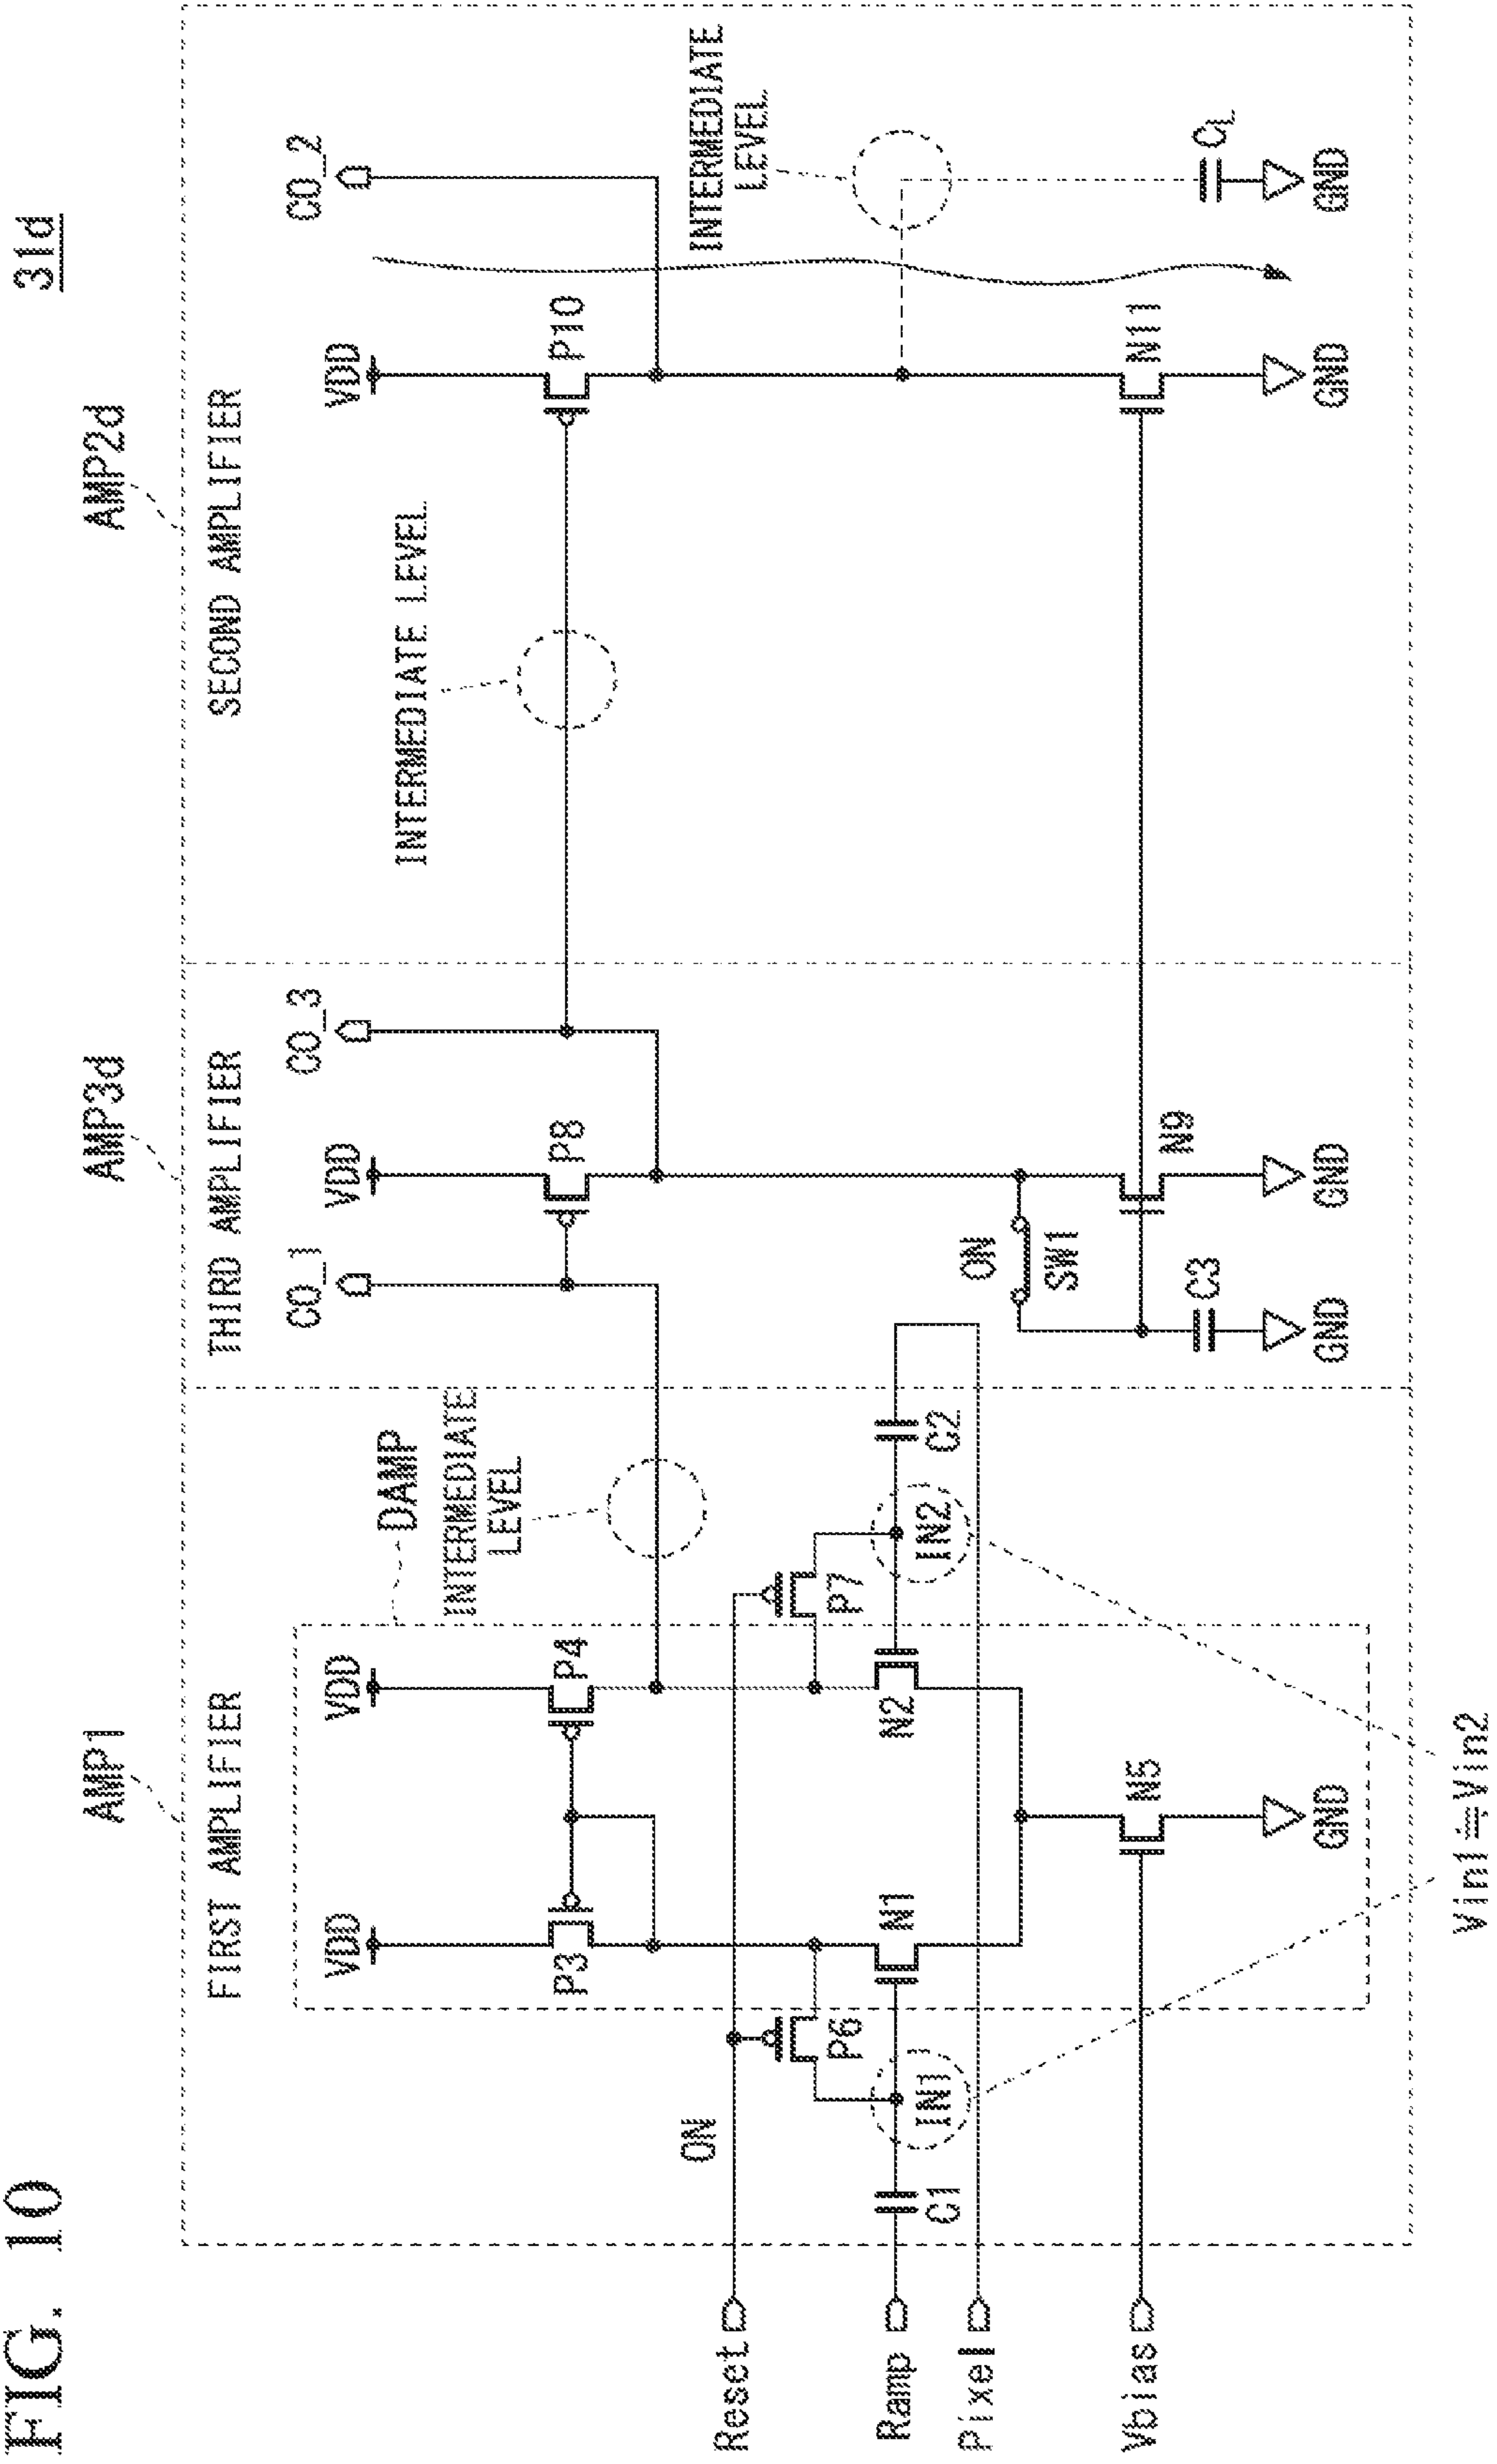 FIG. 10
31d
AMP1
AMP3d
AMP2d
FIRST AMPLIFIER
THIRD AMPLIFIER
SECOND AMPLIFIER
DAMP
INTERMEDIATE
LEVEL
CO_1
CO_3
CO_2
VDD
VDD
VDD
VDD
P3
P4
P8
P10
INTERMEDIATE LEVEL
INTERMEDIATE
LEVEL
Reset
ON
P6
P7
Ramp
C1
IN1
N1
N2
IN2
C2
Pixel
ON
SW1
Vbias
N5
N9
N11
C3
CL
GND
GND
GND
GND
GND
Vin1≒Vin2